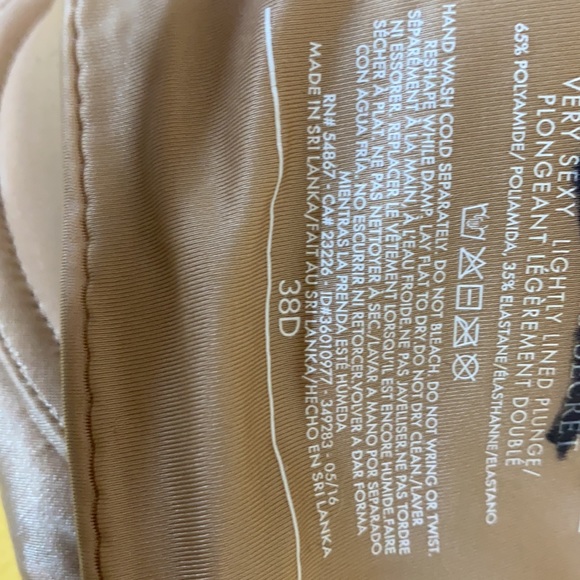 SECRET
VERY SEXY LIGHTLY LINED PLUNGE/
PLONGEANT LÉGÈREMENT DOUBLÉ
65% POLYAMIDE/ POLIAMIDA, 35% ELASTANE/ELASTHANNE/ELASTANO
HAND WASH COLD SEPARATELY, DO NOT BLEACH, DO NOT WRING OR TWIST.
RESHAPE WHILE DAMP, LAY FLAT TO DRY. DO NOT DRY CLEAN./LAVER
SÉPARÉMENT À LA MAIN, À L'EAU FROIDE, NE PAS JAVELISER, NE PAS TORDRE
NI ESSORER, REPLACER LE VÊTEMENT LORSQU'IL EST ENCORE HUMIDE, FAIRE
SÉCHER À PLAT, NE PAS NETTOYER À SEC./LAVAR A MANO POR SEPARADO
CON AGUA FRÍA, NO ESCURRIR NI RETORCER, VOLVER A DAR FORMA
MIENTRAS LA PRENDA ESTÉ HÚMEDA
RN# 54867 - CA# 23226 - ID#36010977 - 349283 - 05/16
MADE IN SRI LANKA/FAIT AU SRI LANKA/HECHO EN SRI LANKA
38D